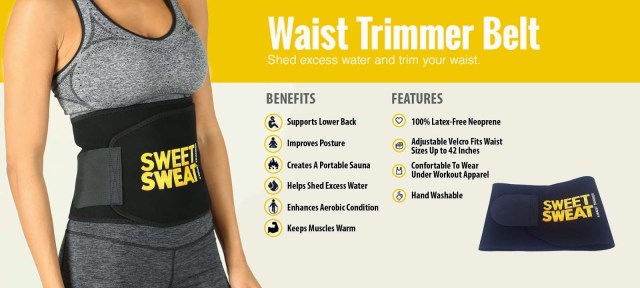 Waist Trimmer Belt
Shed excess water and trim your waist.
BENEFITS
Supports Lower Back
Improves Posture
Creates A Portable Sauna
Helps Shed Excess Water
Enhances Aerobic Condition
Keeps Muscles Warm
FEATURES
100% Latex-Free Neoprene
Adjustable Velcro Fits Waist
Sizes Up to 42 Inches
Confortable To Wear
Under Workout Apparel
Hand Washable
SWEET
SWEAT
SWEET
SWEAT